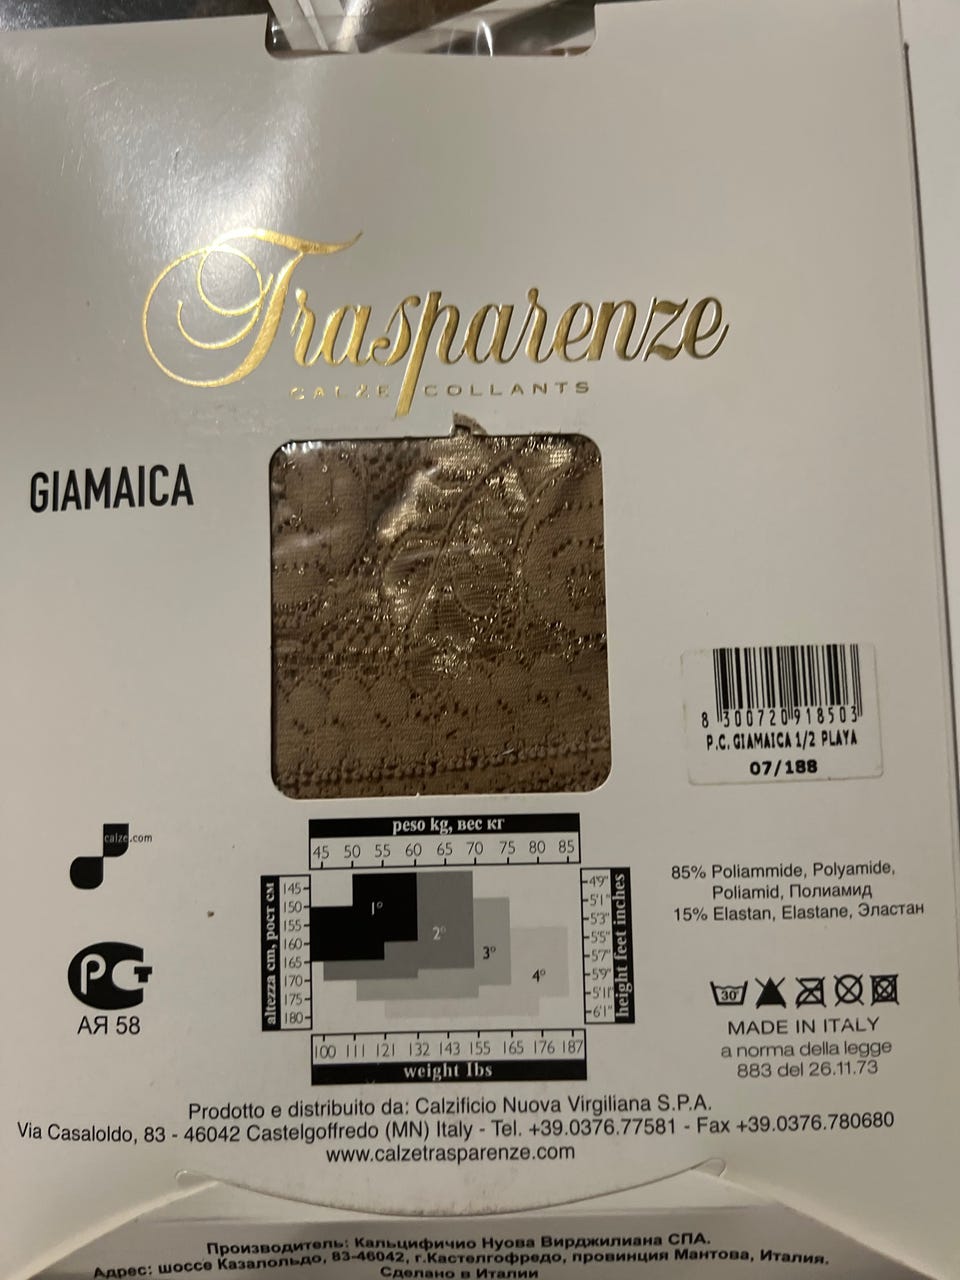 Trasparenze
CALZE COLLANTS
GIAMAICA
8 300720 918503
P.C. GIAMAICA 1/2 PLAYA
07/188
calze.com
peso kg, вес кг
45 50 55 60 65 70 75 80 85
altezza cm, рост см
145
150
155
160
165
170
175
180
1°
2°
3°
4°
4'9"
5'1"
5'3"
5'5"
5'7"
5'9"
5'11"
6'1"
height feet inches
100 111 121 132 143 155 165 176 187
weight lbs
85% Poliammide, Polyamide,
Poliamid, Полиамид
15% Elastan, Elastane, Эластан
30°
РСТ
АЯ 58
MADE IN ITALY
a norma della legge
883 del 26.11.73
Prodotto e distribuito da: Calzificio Nuova Virgiliana S.P.A.
Via Casaloldo, 83 - 46042 Castelgoffredo (MN) Italy - Tel. +39.0376.77581 - Fax +39.0376.780680
www.calzetrasparenze.com
Производитель: Кальцифичио Нуова Вирджилиана СПА.
Адрес: шоссе Казалольдо, 83-46042, г.Кастелгофредо, провинция Мантова, Италия.
Сделано в Италии